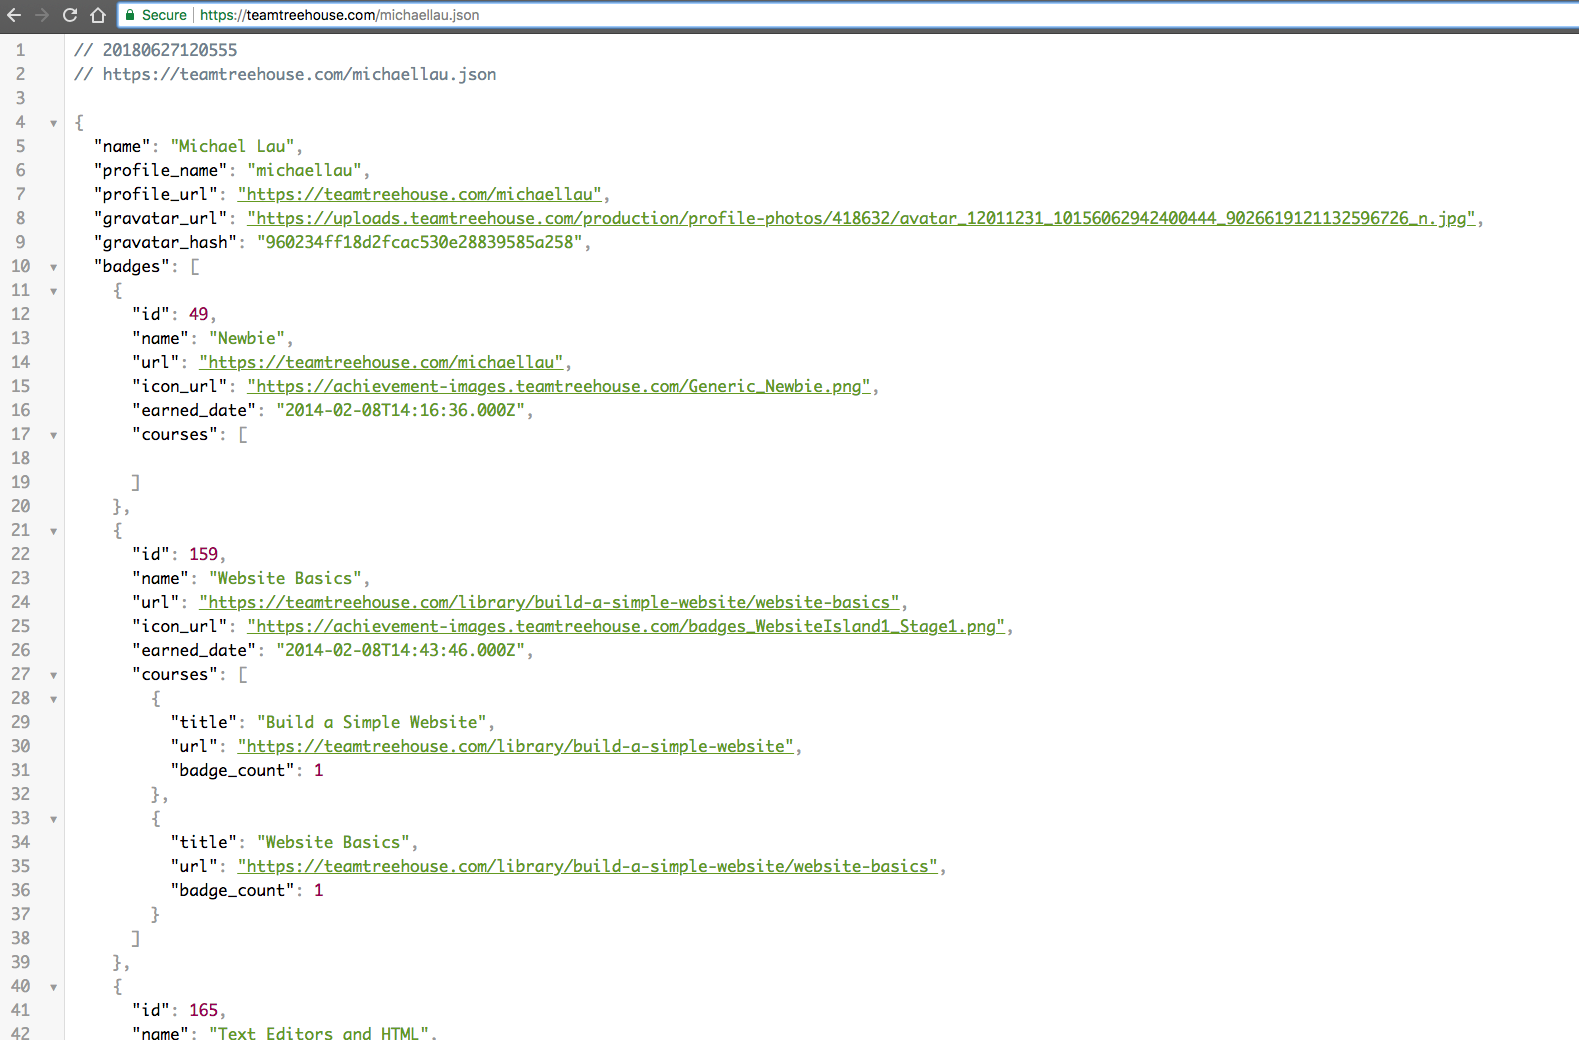 Secure https://teamtreehouse.com/michaellau.json
1 // 20180627120555
2 // https://teamtreehouse.com/michaellau.json
3
4 {
5 "name": "Michael Lau",
6 "profile_name": "michaellau",
7 "profile_url": "https://teamtreehouse.com/michaellau",
8 "gravatar_url": "https://uploads.teamtreehouse.com/production/profile-photos/418632/avatar_12011231_10156062942400444_9026619121132596726_n.jpg",
9 "gravatar_hash": "960234ff18d2fcac530e28839585a258",
10 "badges": [
11 {
12 "id": 49,
13 "name": "Newbie",
14 "url": "https://teamtreehouse.com/michaellau",
15 "icon_url": "https://achievement-images.teamtreehouse.com/Generic_Newbie.png",
16 "earned_date": "2014-02-08T14:16:36.000Z",
17 "courses": [
18
19 ]
20 },
21 {
22 "id": 159,
23 "name": "Website Basics",
24 "url": "https://teamtreehouse.com/library/build-a-simple-website/website-basics",
25 "icon_url": "https://achievement-images.teamtreehouse.com/badges_WebsiteIsland1_Stage1.png",
26 "earned_date": "2014-02-08T14:43:46.000Z",
27 "courses": [
28 {
29 "title": "Build a Simple Website",
30 "url": "https://teamtreehouse.com/library/build-a-simple-website",
31 "badge_count": 1
32 },
33 {
34 "title": "Website Basics",
35 "url": "https://teamtreehouse.com/library/build-a-simple-website/website-basics",
36 "badge_count": 1
37 }
38 ]
39 },
40 {
41 "id": 165,
42 "name": "Text Editors and HTML",